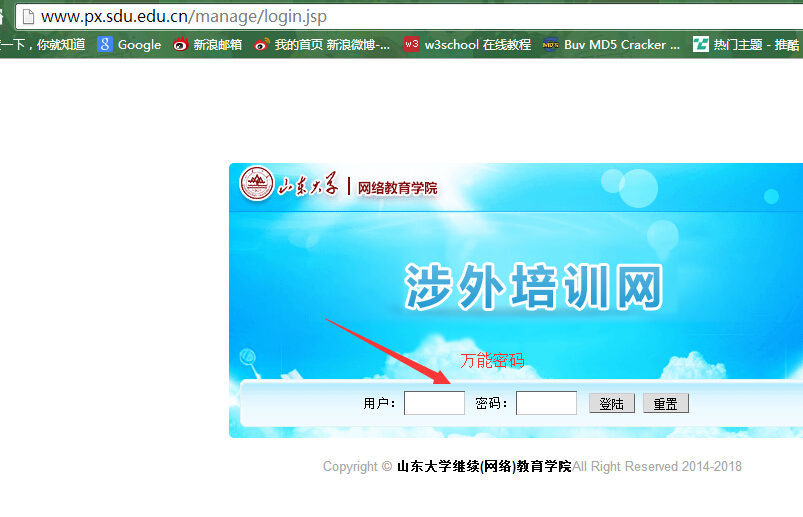 www.px.sdu.edu.cn/manage/login.jsp
一下，你就知道 Google 新浪邮箱 我的首页 新浪微博-... w3school 在线教程 MD5 Buy MD5 Cracker ... 热门主题 - 推酷
山东大学 | 网络教育学院
涉外培训网
万能密码
用户： 密码： 登陆 重置
Copyright © 山东大学继续(网络)教育学院All Right Reserved 2014-2018